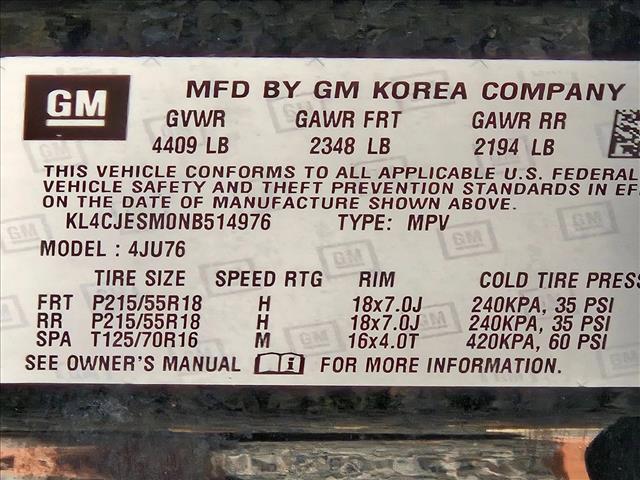 GM
MFD BY GM KOREA COMPANY
GVWR GAWR FRT GAWR RR
4409 LB 2348 LB 2194 LB
THIS VEHICLE CONFORMS TO ALL APPLICABLE U.S. FEDERAL
VEHICLE SAFETY AND THEFT PREVENTION STANDARDS IN EF
ON THE DATE OF MANUFACTURE SHOWN ABOVE.
KL4CJESM0NB514976 TYPE: MPV
MODEL : 4JU76
TIRE SIZE SPEED RTG RIM COLD TIRE PRESS
FRT P215/55R18 H 18x7.0J 240KPA, 35 PSI
RR P215/55R18 H 18x7.0J 240KPA, 35 PSI
SPA T125/70R16 M 16x4.0T 420KPA, 60 PSI
SEE OWNER'S MANUAL i FOR MORE INFORMATION.